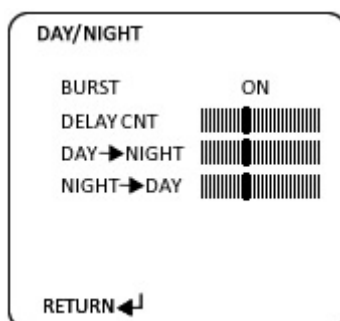 DAY/NIGHT
BURST ON
DELAY CNT
DAY→NIGHT
NIGHT→DAY
RETURN↲